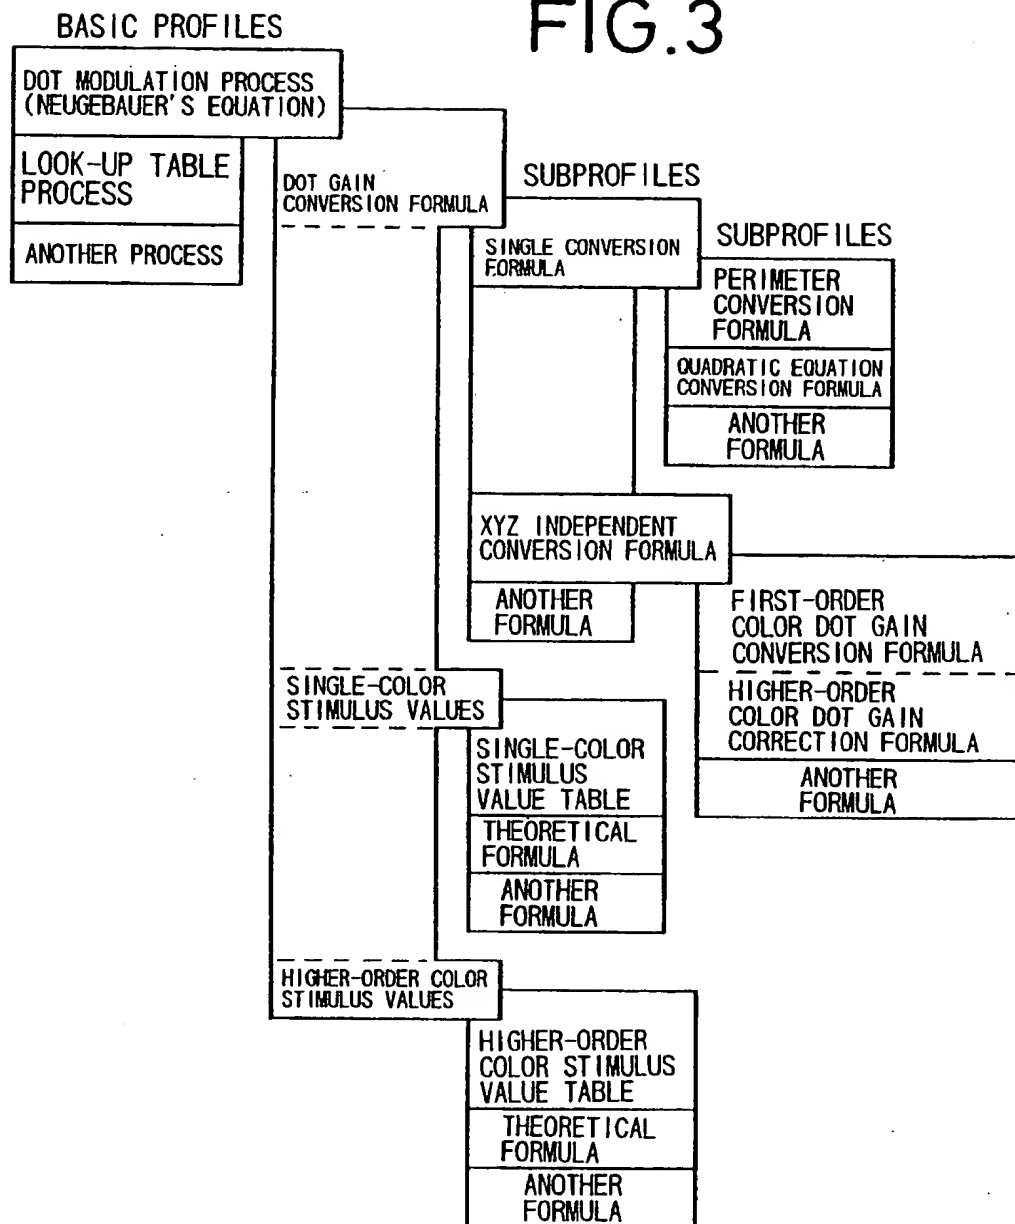 FIG.3
BASIC PROFILES
DOT MODULATION PROCESS
(NEUGEBAUER'S EQUATION)
LOOK-UP TABLE
PROCESS
ANOTHER PROCESS
DOT GAIN
CONVERSION FORMULA
SUBPROFILES
SINGLE CONVERSION
FORMULA
SUBPROFILES
PERIMETER
CONVERSION
FORMULA
QUADRATIC EQUATION
CONVERSION FORMULA
ANOTHER
FORMULA
XYZ INDEPENDENT
CONVERSION FORMULA
ANOTHER
FORMULA
FIRST-ORDER
COLOR DOT GAIN
CONVERSION FORMULA
HIGHER-ORDER
COLOR DOT GAIN
CORRECTION FORMULA
ANOTHER
FORMULA
SINGLE-COLOR
STIMULUS VALUES
SINGLE-COLOR
STIMULUS
VALUE TABLE
THEORETICAL
FORMULA
ANOTHER
FORMULA
HIGHER-ORDER COLOR
STIMULUS VALUES
HIGHER-ORDER
COLOR STIMULUS
VALUE TABLE
THEORETICAL
FORMULA
ANOTHER
FORMULA